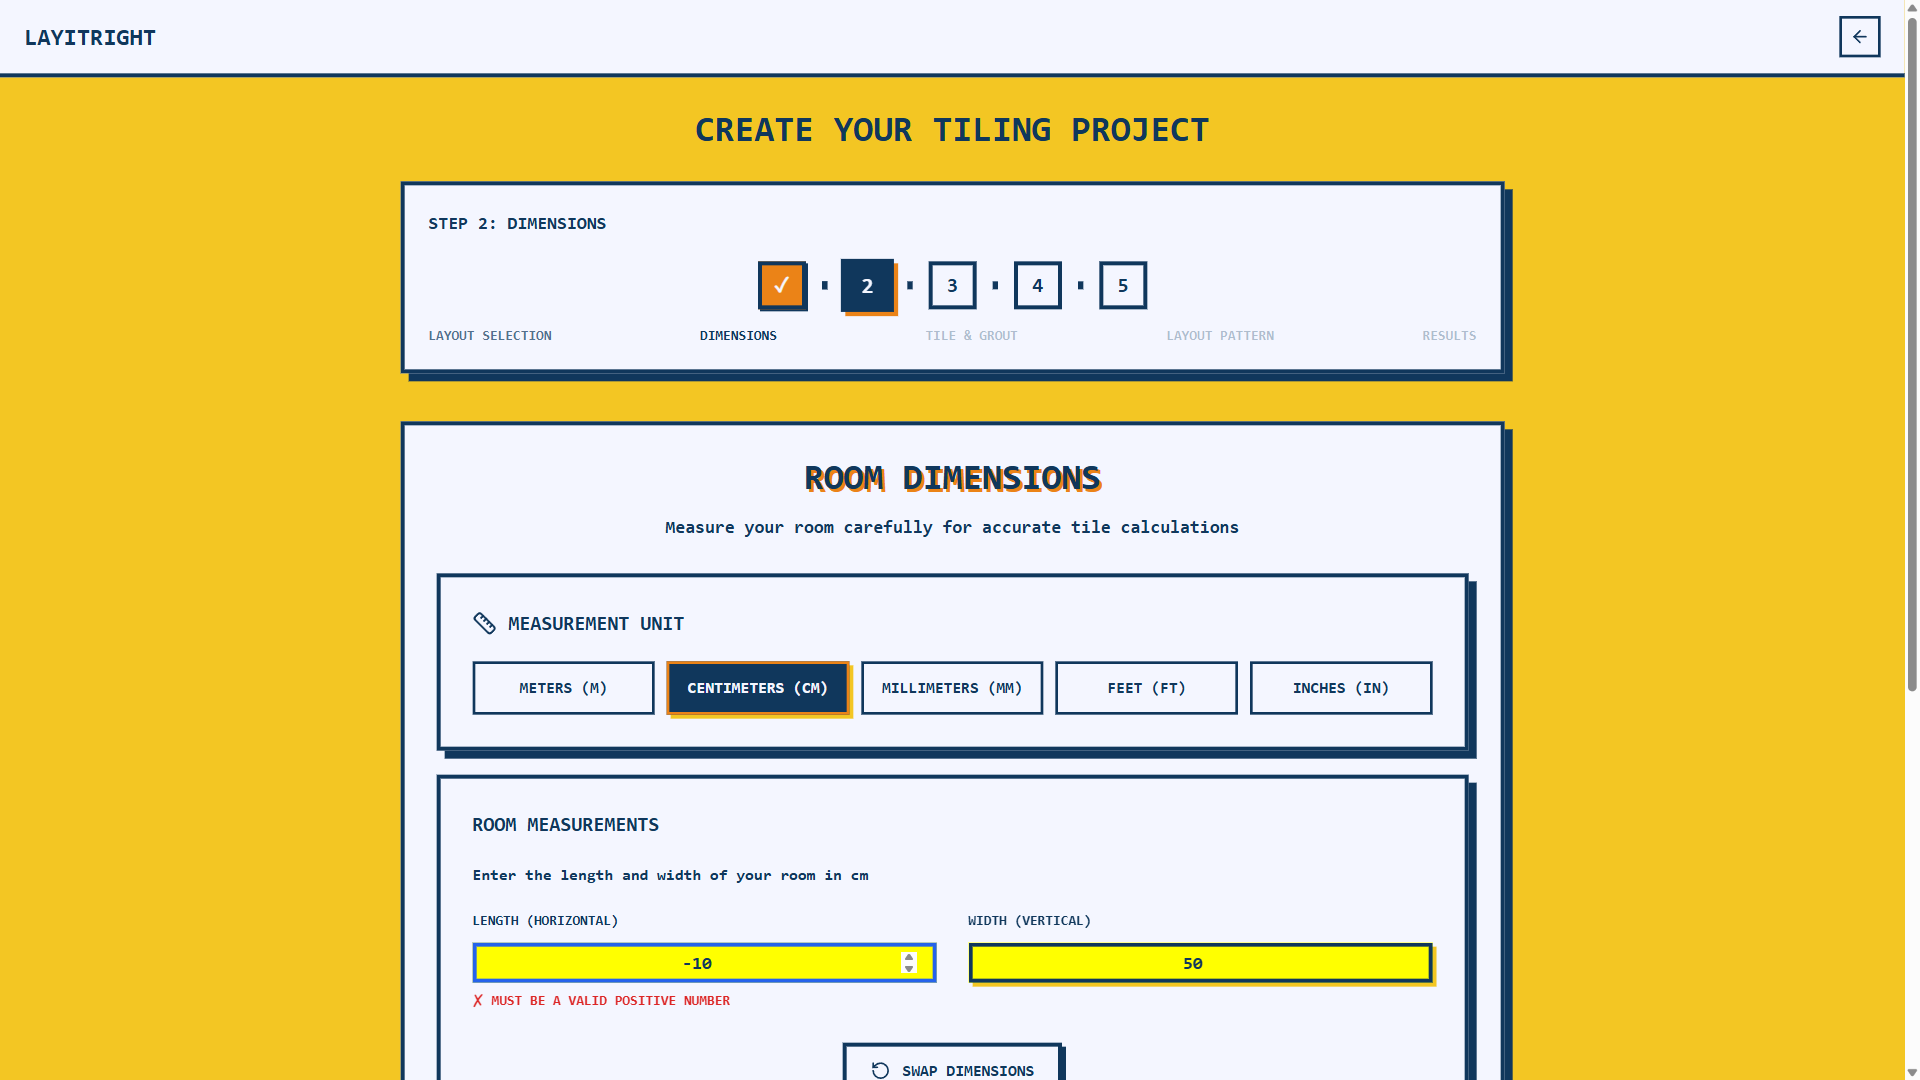 LAYITRIGHT
CREATE YOUR TILING PROJECT
STEP 2: DIMENSIONS
✓ 2 3 4 5
LAYOUT SELECTION DIMENSIONS TILE & GROUT LAYOUT PATTERN RESULTS
ROOM DIMENSIONS
Measure your room carefully for accurate tile calculations
MEASUREMENT UNIT
METERS (M) CENTIMETERS (CM) MILLIMETERS (MM) FEET (FT) INCHES (IN)
ROOM MEASUREMENTS
Enter the length and width of your room in cm
LENGTH (HORIZONTAL) WIDTH (VERTICAL)
-10 50
✗ MUST BE A VALID POSITIVE NUMBER
SWAP DIMENSIONS